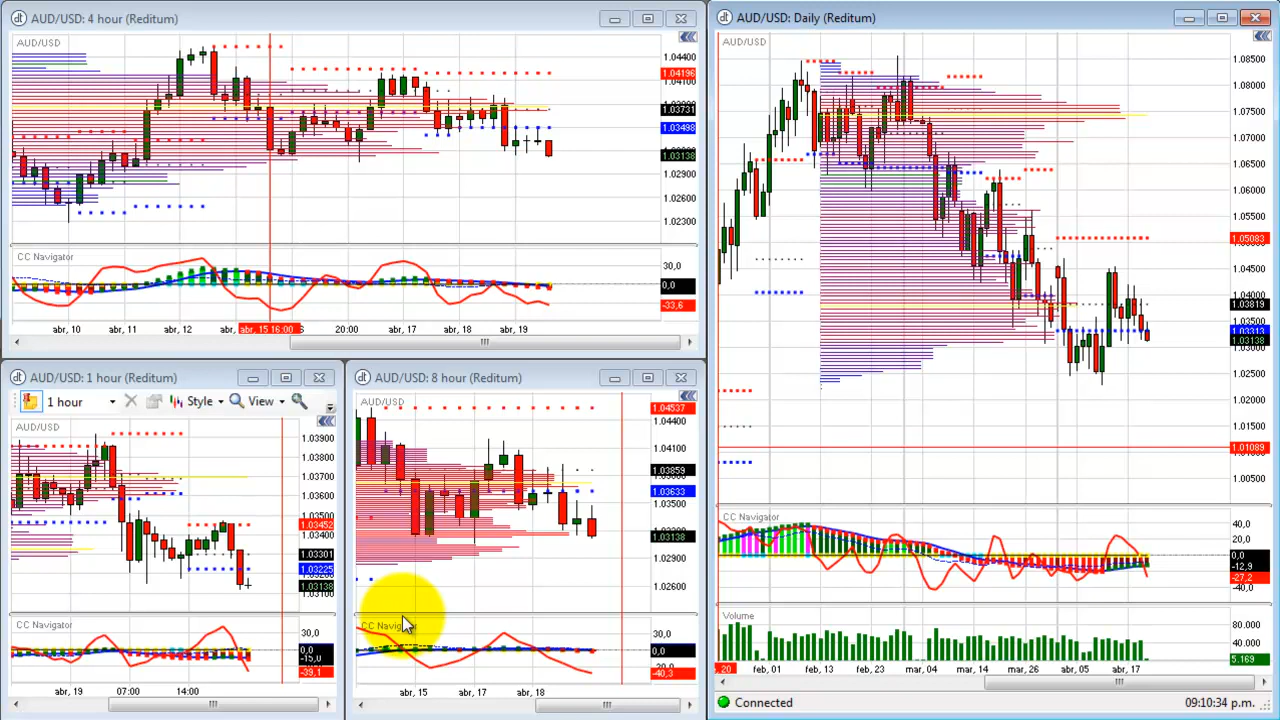 AUD/USD: 4 hour (Reditum)
AUD/USD
1.04400
1.04196
1.04100
1.03731
1.03498
1.03138
1.02900
1.02600
1.02300
CC Navigator
30,0
0,0
-33,6
abr, 10
abr, 11
abr, 12
abr, 15 16:00
20:00
abr, 17
abr, 18
abr, 19
AUD/USD: Daily (Reditum)
AUD/USD
1.08500
1.08000
1.07500
1.07000
1.06500
1.06000
1.05500
1.05083
1.04500
1.03819
1.03500
1.03313
1.03138
1.03000
1.02500
1.02000
1.01500
1.01089
1.00500
CC Navigator
40,0
0,0
-12,9
-27,2
-40,0
Volume
80.000
40.000
5.169
20
feb, 01
feb, 13
feb, 23
mar, 04
mar, 14
mar, 26
abr, 05
abr, 17
Connected
09:10:34 p.m.
AUD/USD: 1 hour (Reditum)
1 hour
Style
View
AUD/USD
1.03900
1.03700
1.03600
1.03452
1.03301
1.03225
1.03138
1.03100
CC Navigator
30,0
0,0
-15,0
-39,1
abr, 19
07:00
14:00
AUD/USD: 8 hour (Reditum)
AUD/USD
1.04537
1.04400
1.04100
1.03859
1.03633
1.03500
1.03138
1.02900
1.02600
CC Navigator
30,0
0,0
-40,3
abr, 15
abr, 17
abr, 18